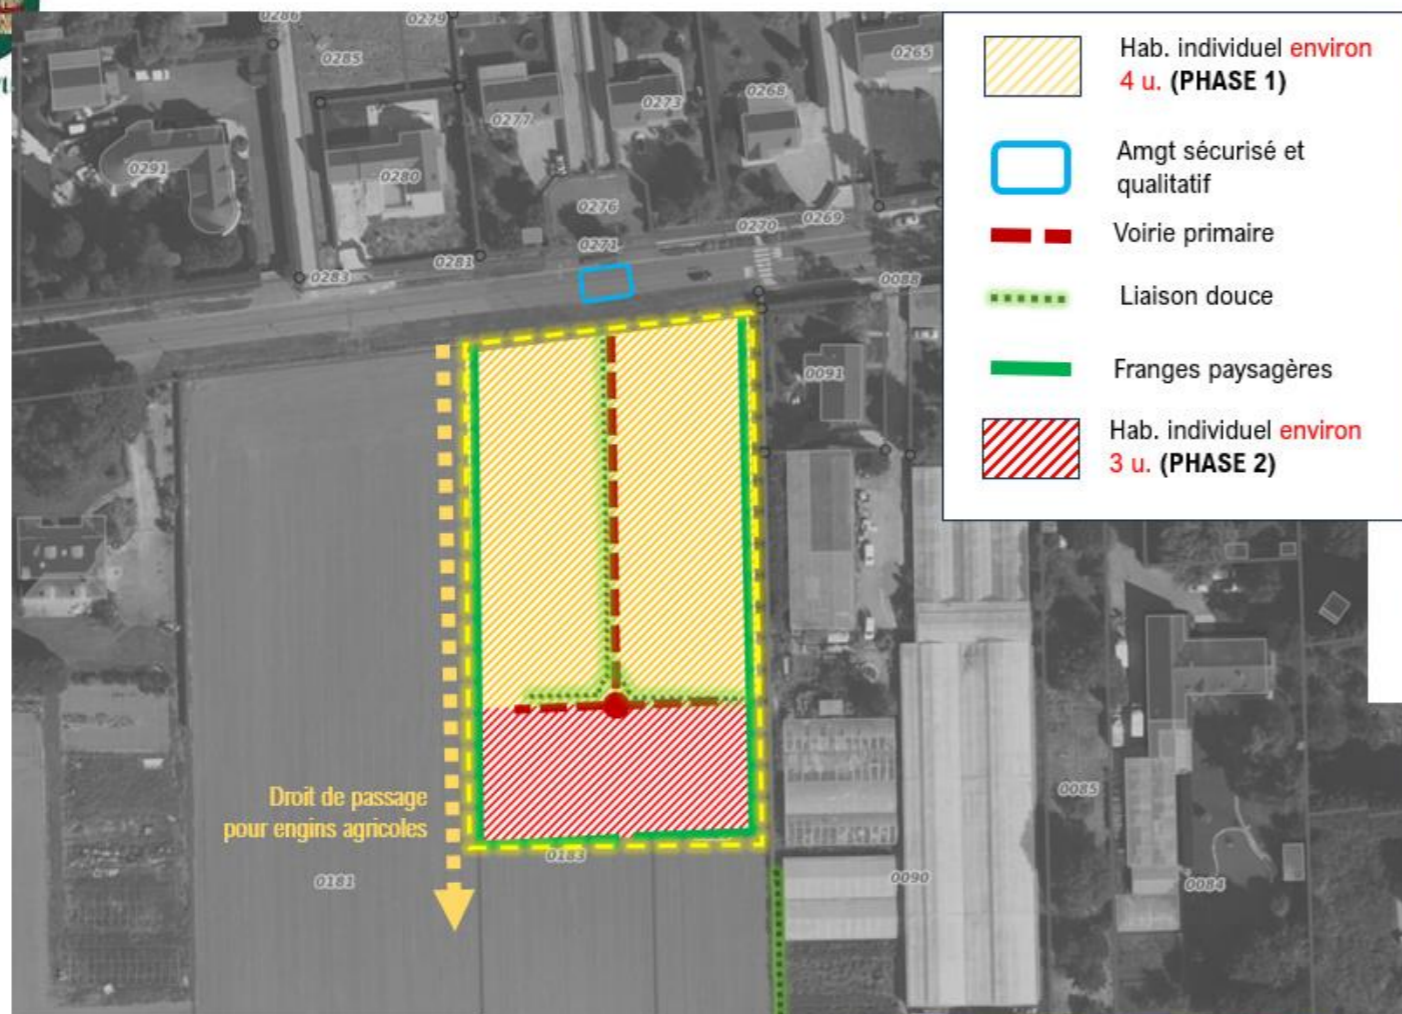 0286
0279
0285
0265
0277
0273
0268
0291
0280
0276
0270
0269
0271
0281
0283
0088
0091
0183
0181
0090
0085
0084
Droit de passage
pour engins agricoles
Hab. individuel environ
4 u. (PHASE 1)
Amgt sécurisé et
qualitatif
Voirie primaire
Liaison douce
Franges paysagères
Hab. individuel environ
3 u. (PHASE 2)